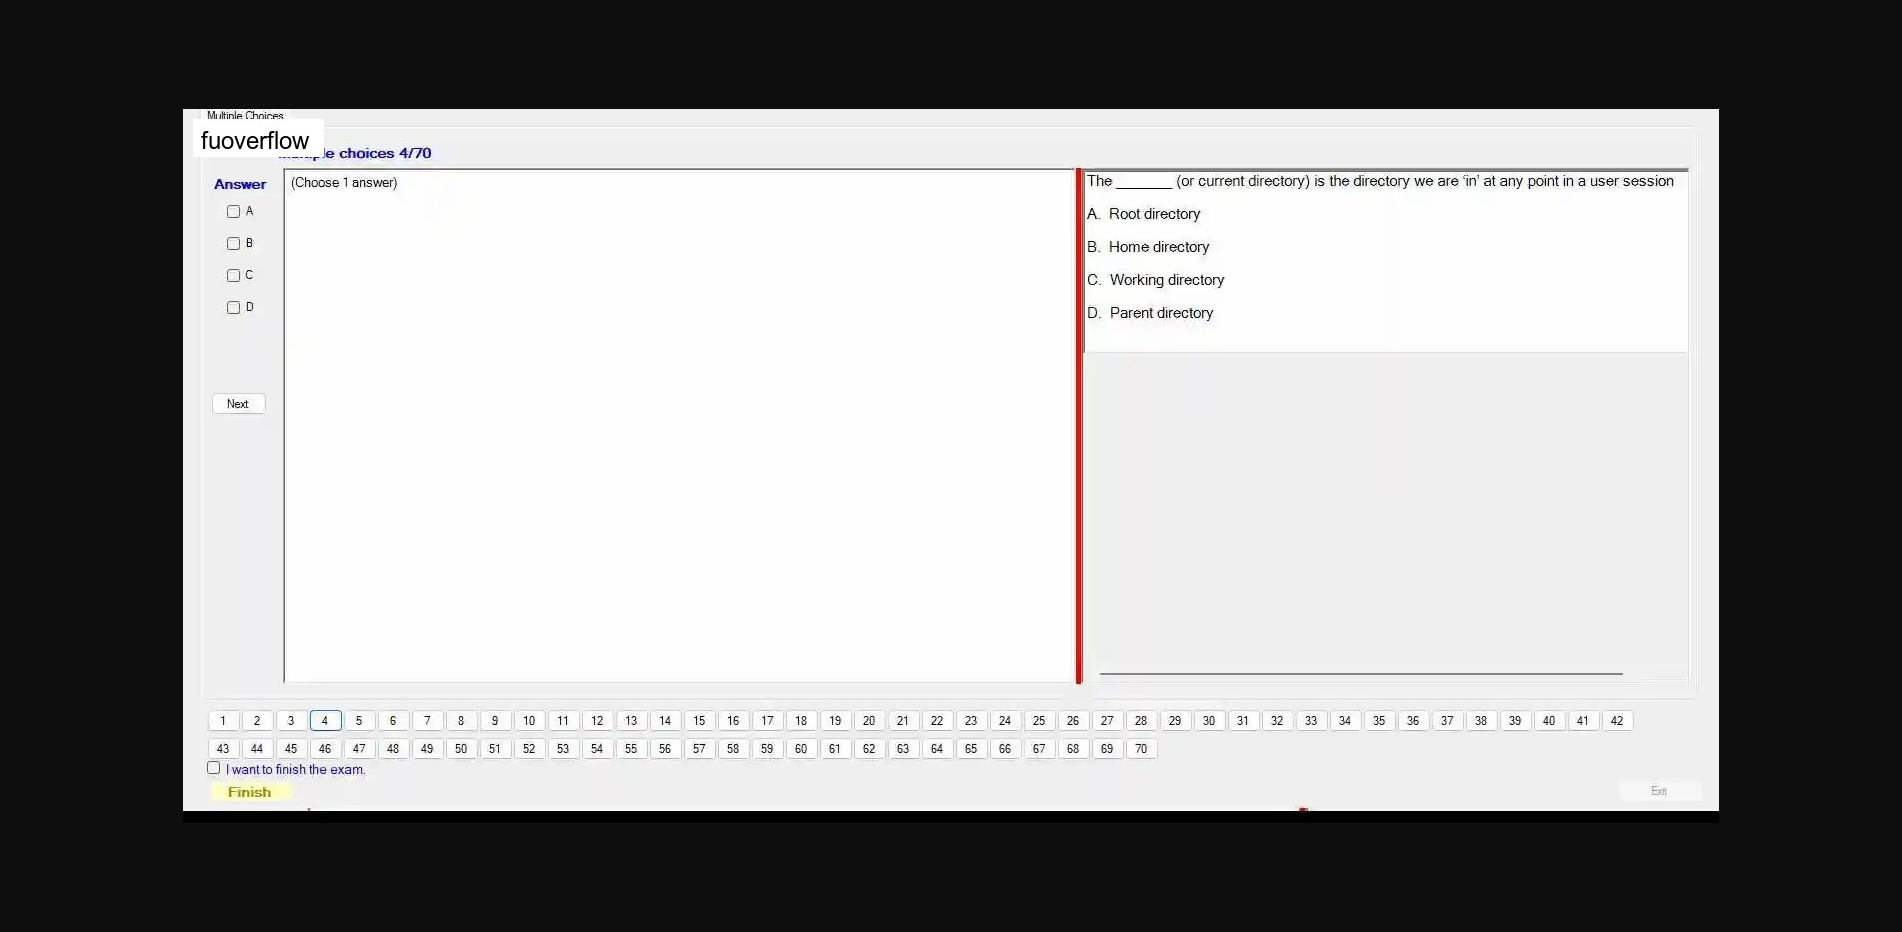 Multiple Choices
fuoverflow
choices 4/70
Answer
(Choose 1 answer)
A
B
C
D
Next
The _______ (or current directory) is the directory we are ‘in’ at any point in a user session
A. Root directory
B. Home directory
C. Working directory
D. Parent directory
1 2 3 4 5 6 7 8 9 10 11 12 13 14 15 16 17 18 19 20 21 22 23 24 25 26 27 28 29 30 31 32 33 34 35 36 37 38 39 40 41 42
43 44 45 46 47 48 49 50 51 52 53 54 55 56 57 58 59 60 61 62 63 64 65 66 67 68 69 70
I want to finish the exam.
Finish
Exit